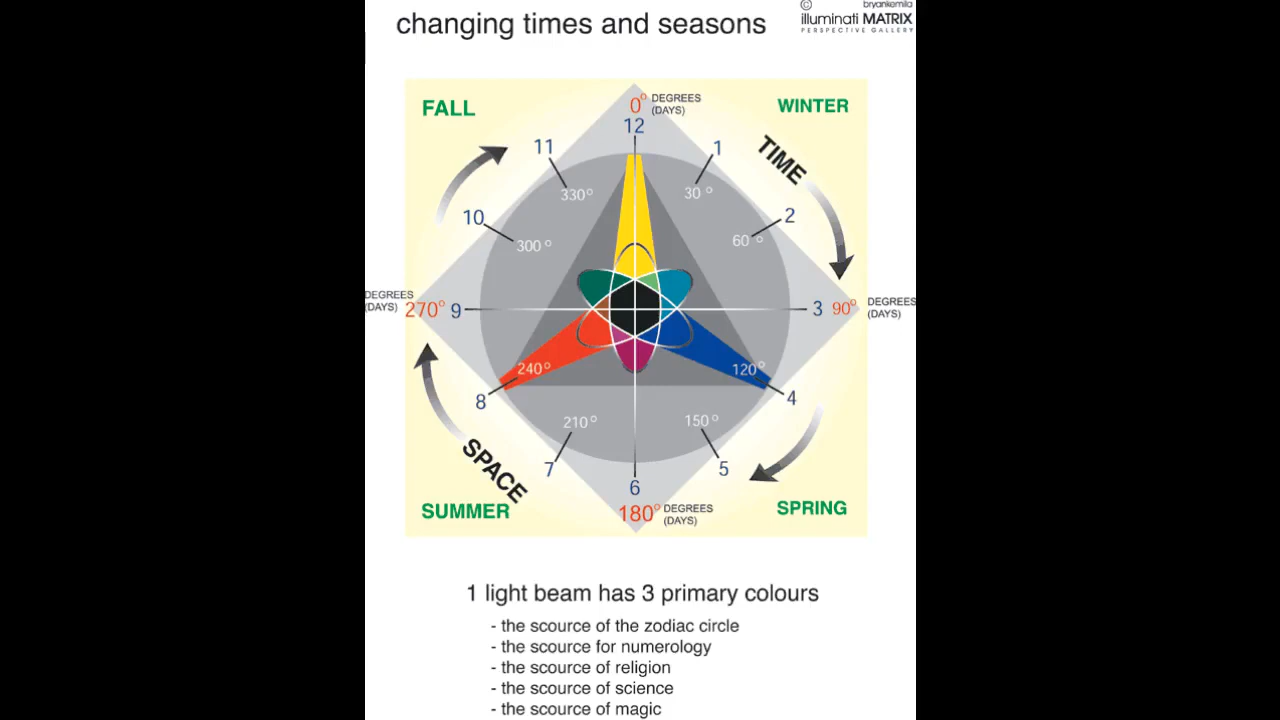 changing times and seasons
© bryankemila
illuminati MATRIX
PERSPECTIVE GALLERY
FALL
WINTER
0° DEGREES
(DAYS)
12
11
1
TIME
330°
30 °
10
2
300 °
60 °
DEGREES
(DAYS)
270° 9
3 90°
DEGREES
(DAYS)
240°
120°
8
4
210°
150°
SPACE
7
5
6
SUMMER
180° DEGREES
(DAYS)
SPRING
1 light beam has 3 primary colours
- the scource of the zodiac circle
- the scource for numerology
- the scource of religion
- the scource of science
- the scource of magic